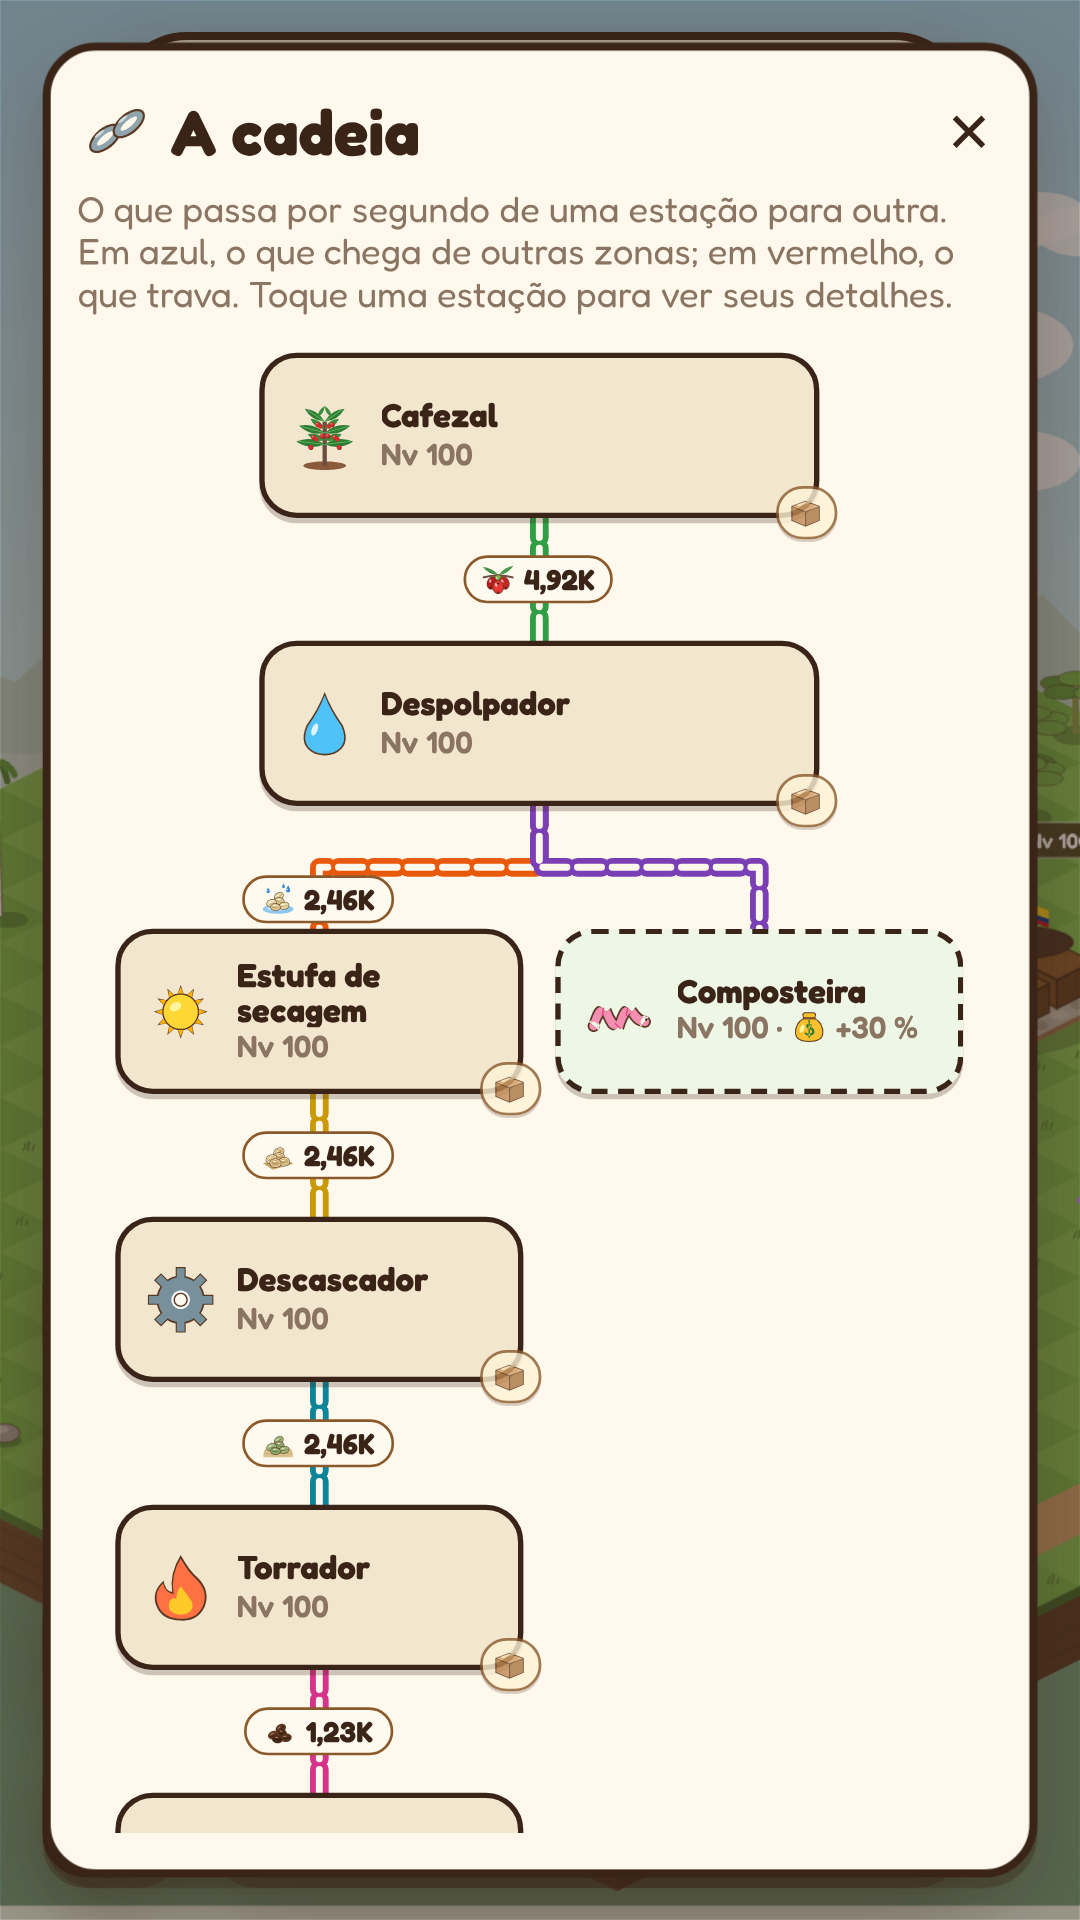 A cadeia
O que passa por segundo de uma estação para outra.
Em azul, o que chega de outras zonas; em vermelho, o
que trava. Toque uma estação para ver seus detalhes.
Cafezal
Nv 100
4,92K
Despolpador
Nv 100
2,46K
Estufa de
secagem
Nv 100
Composteira
Nv 100 · +30 %
2,46K
Descascador
Nv 100
2,46K
Torrador
Nv 100
1,23K